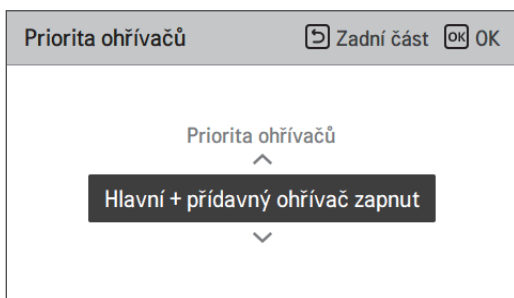 Priorita ohřívačů Zadní část OK OK
Priorita ohřívačů
Hlavní + přídavný ohřívač zapnut